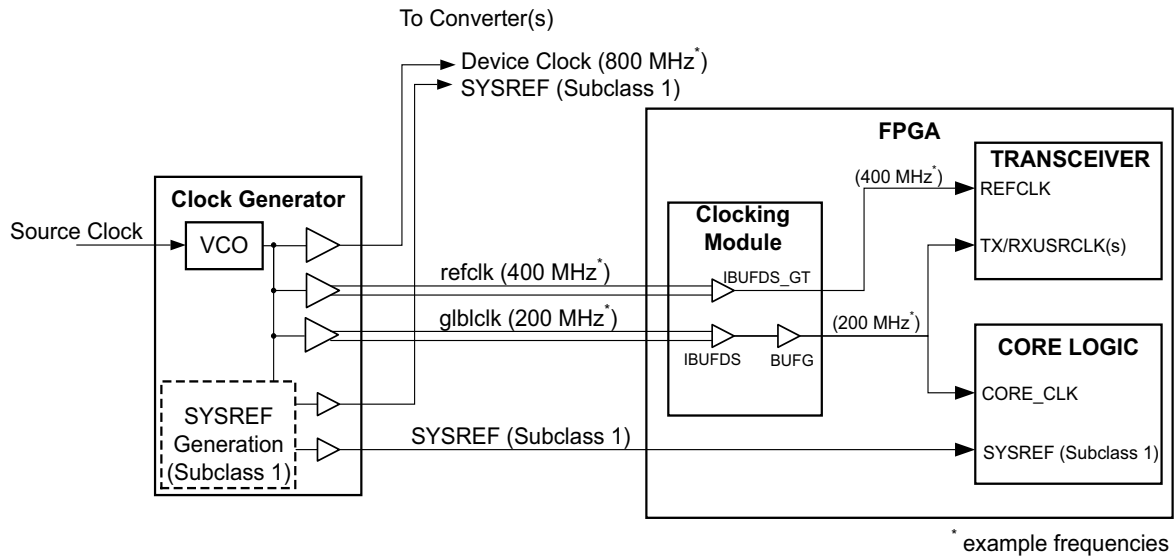 To Converter(s)
Device Clock (800 MHz*)
SYSREF (Subclass 1)
FPGA
TRANSCEIVER
(400 MHz*)
REFCLK
Clock Generator
Clocking
Module
Source Clock
VCO
TX/RXUSRCLK(s)
refclk (400 MHz*)
IBUFDS_GT
glblclk (200 MHz*)
(200 MHz*)
IBUFDS
BUFG
CORE LOGIC
CORE_CLK
SYSREF
Generation
(Subclass 1)
SYSREF (Subclass 1)
SYSREF (Subclass 1)
* example frequencies